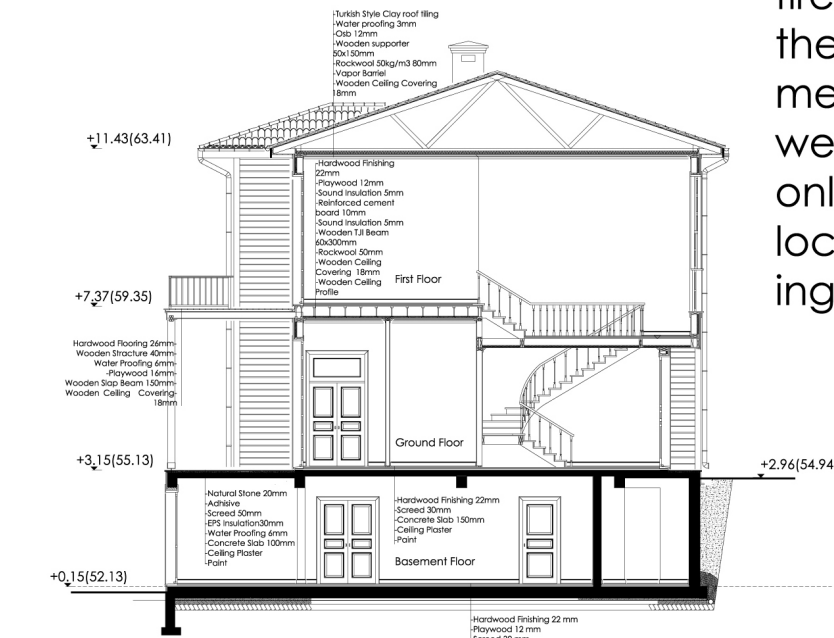 -Turkish Style Clay roof tiling
-Water proofing 3mm
-Osb 12mm
-Wooden supporter
50x150mm
-Rockwool 50kg/m3 80mm
-Vapor Barriel
-Wooden Ceiling Covering
18mm
the
me
we
onl
loc
ing
+11.43(63.41)
-Hardwood Finishing
22mm
-Playwood 12mm
-Sound Insulation 5mm
-Reinforced cement
board 10mm
-Sound Insulation 5mm
-Wooden TJI Beam
60x300mm
-Rockwool 50mm
-Wooden Ceiling
Covering 18mm
-Wooden Ceiling
Profile
First Floor
+7.37(59.35)
Hardwood Flooring 26mm-
Wooden Stracture 40mm-
Water Proofing 6mm-
-Playwood 16mm-
Wooden Slap Beam 150mm-
Wooden Ceiling Covering-
18mm
Ground Floor
+3.15(55.13)
+2.96(54.94
-Natural Stone 20mm
-Adhisive
-Screed 50mm
-EPS Insulation30mm
-Water Proofing 6mm
-Concrete Slab 100mm
-Ceiling Plaster
-Paint
-Hardwood Finishing 22mm
-Screed 30mm
-Concrete Slab 150mm
-Ceiling Plaster
-Paint
Basement Floor
+0.15(52.13)
-Hardwood Finishing 22 mm
-Playwood 12 mm